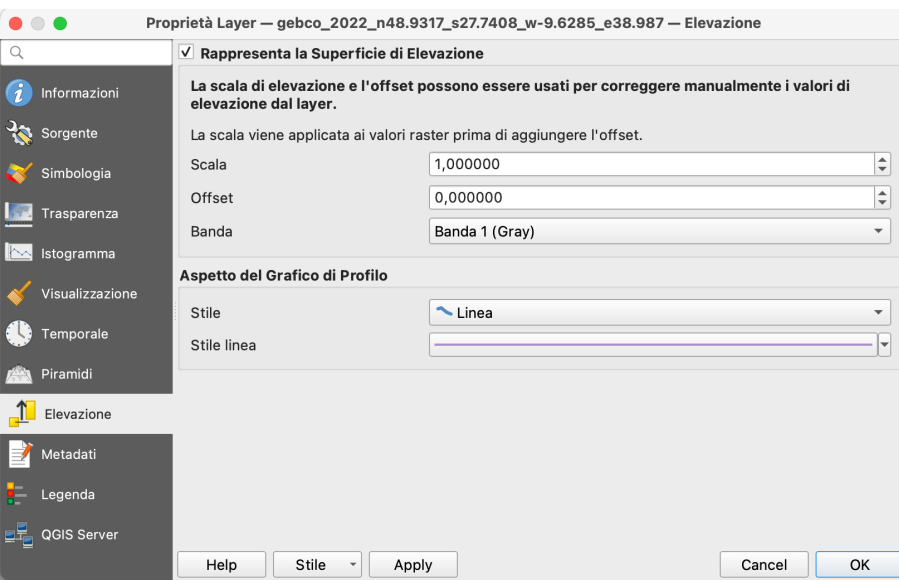 Proprietà Layer — gebco_2022_n48.9317_s27.7408_w-9.6285_e38.987 — Elevazione
Informazioni
Sorgente
Simbologia
Trasparenza
Istogramma
Visualizzazione
Temporale
Piramidi
Elevazione
Metadati
Legenda
QGIS Server
Rappresenta la Superficie di Elevazione
La scala di elevazione e l'offset possono essere usati per correggere manualmente i valori di
elevazione dal layer.
La scala viene applicata ai valori raster prima di aggiungere l'offset.
Scala 1,000000
Offset 0,000000
Banda Banda 1 (Gray)
Aspetto del Grafico di Profilo
Stile Linea
Stile linea
Help Stile Apply Cancel OK